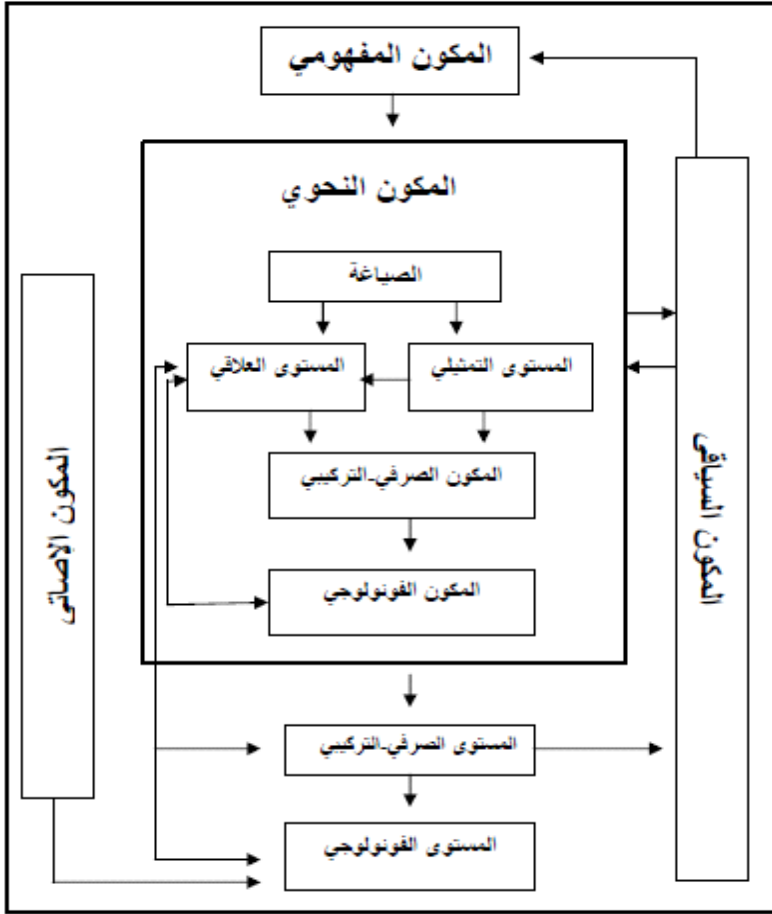 المكون المفهومي
المكون النحوي
الصياغة
المستوى التمثيلي
المستوى العلاقي
المكون الصرفي-التركيبي
المكون الفونولوجي
المستوى الصرفي-التركيبي
المستوى الفونولوجي
المكون السياقي
المكون الإصاتي